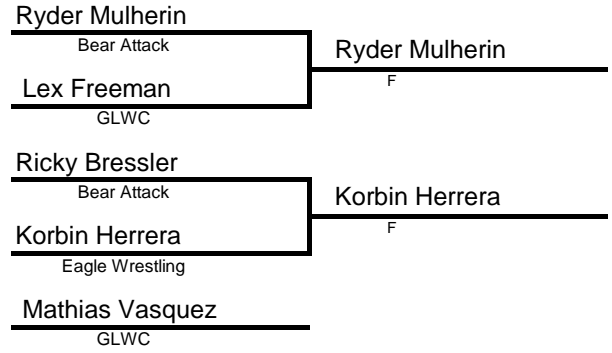 Ryder Mulherin
Bear Attack
Ryder Mulherin
F
Lex Freeman
GLWC
Ricky Bressler
Bear Attack
Korbin Herrera
F
Korbin Herrera
Eagle Wrestling
Mathias Vasquez
GLWC